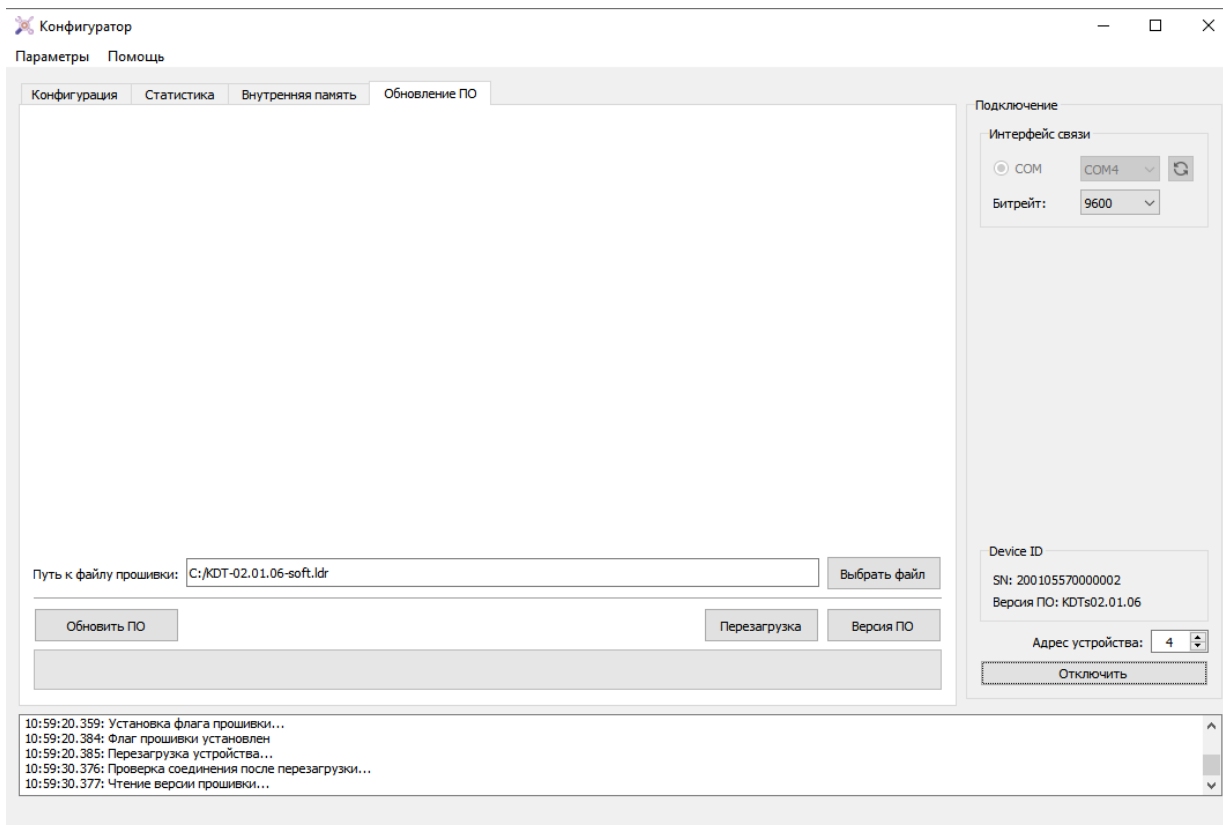 Конфигуратор
Параметры Помощь
Конфигурация Статистика Внутренняя память Обновление ПО
Подключение
Интерфейс связи
COM COM4
Битрейт: 9600
Путь к файлу прошивки: C:/KDT-02.01.06-soft.ldr Выбрать файл
Обновить ПО Перезагрузка Версия ПО
Device ID
SN: 200105570000002
Версия ПО: KDTs02.01.06
Адрес устройства: 4
Отключить
10:59:20.359: Установка флага прошивки...
10:59:20.384: Флаг прошивки установлен
10:59:20.385: Перезагрузка устройства...
10:59:30.376: Проверка соединения после перезагрузки...
10:59:30.377: Чтение версии прошивки...